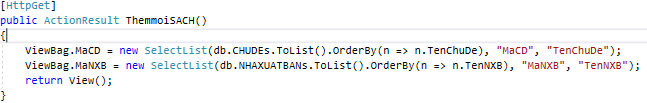 [HttpGet]
public ActionResult ThemmoiSACH()
{
ViewBag.MaCD = new SelectList(db.CHUDEs.ToList().OrderBy(n => n.TenChuDe), "MaCD", "TenChuDe");
ViewBag.MaNXB = new SelectList(db.NHAXUATBANs.ToList().OrderBy(n => n.TenNXB), "MaNXB", "TenNXB");
return View();
}